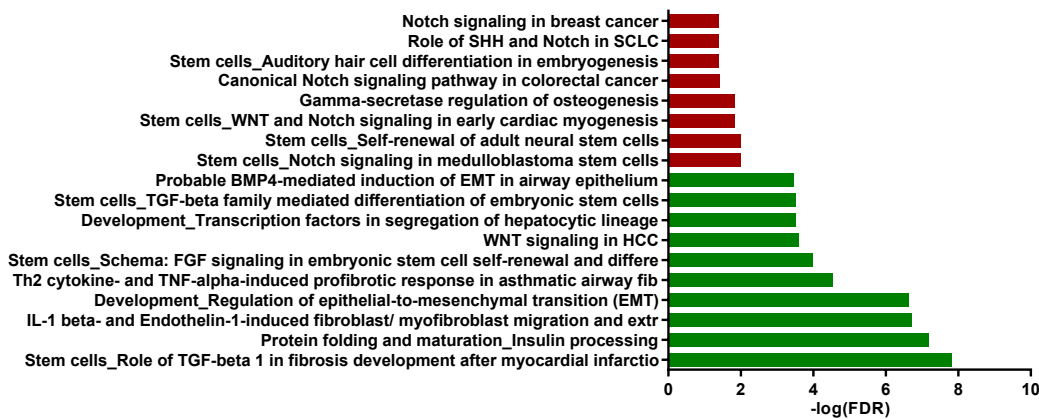 Notch signaling in breast cancer
Role of SHH and Notch in SCLC
Stem cells_Auditory hair cell differentiation in embryogenesis
Canonical Notch signaling pathway in colorectal cancer
Gamma-secretase regulation of osteogenesis
Stem cells_WNT and Notch signaling in early cardiac myogenesis
Stem cells_Self-renewal of adult neural stem cells
Stem cells_Notch signaling in medulloblastoma stem cells
Probable BMP4-mediated induction of EMT in airway epithelium
Stem cells_TGF-beta family mediated differentiation of embryonic stem cells
Development_Transcription factors in segregation of hepatocytic lineage
WNT signaling in HCC
Stem cells_Schema: FGF signaling in embryonic stem cell self-renewal and differe
Th2 cytokine- and TNF-alpha-induced profibrotic response in asthmatic airway fib
Development_Regulation of epithelial-to-mesenchymal transition (EMT)
IL-1 beta- and Endothelin-1-induced fibroblast/ myofibroblast migration and extr
Protein folding and maturation_Insulin processing
Stem cells_Role of TGF-beta 1 in fibrosis development after myocardial infarctio
0 2 4 6 8 10
-log(FDR)